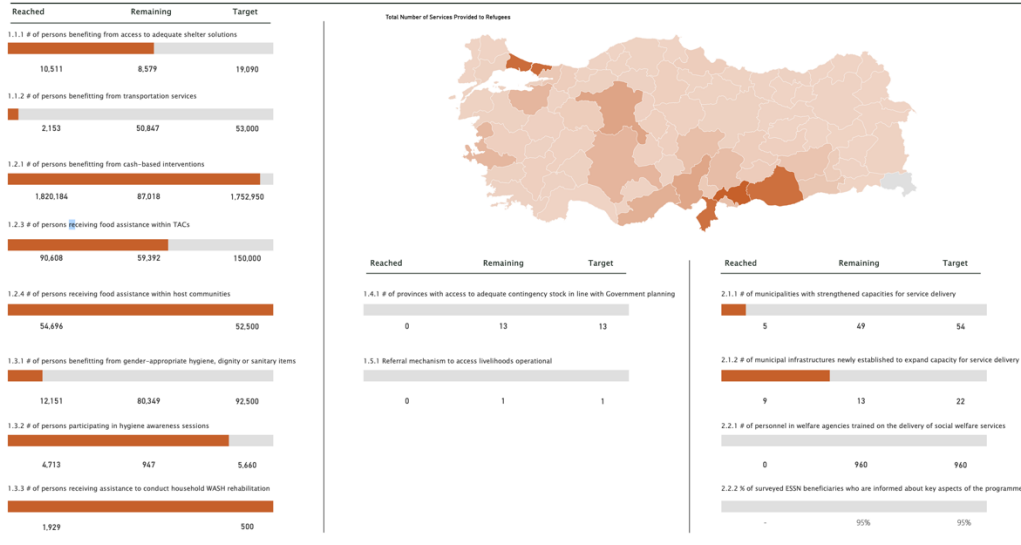 Reached Remaining Target
1.1.1 # of persons benefiting from access to adequate shelter solutions
10,511 8,579 19,090
1.1.2 # of persons benefitting from transportation services
2,153 50,847 53,000
1.2.1 # of persons benefitting from cash-based interventions
1,820,184 87,018 1,752,950
1.2.3 # of persons receiving food assistance within TACs
90,608 59,392 150,000
1.2.4 # of persons receiving food assistance within host communities
54,696 52,500
1.3.1 # of persons benefitting from gender-appropriate hygiene, dignity or sanitary items
12,151 80,349 92,500
1.3.2 # of persons participating in hygiene awareness sessions
4,713 947 5,660
1.3.3 # of persons receiving assistance to conduct household WASH rehabilitation
1,929 500
Total Number of Services Provided to Refugees
Reached Remaining Target
1.4.1 # of provinces with access to adequate contingency stock in line with Government planning
0 13 13
1.5.1 Referral mechanism to access livelihoods operational
0 1 1
Reached Remaining Target
2.1.1 # of municipalities with strengthened capacities for service delivery
5 49 54
2.1.2 # of municipal infrastructures newly established to expand capacity for service delivery
9 13 22
2.2.1 # of personnel in welfare agencies trained on the delivery of social welfare services
0 960 960
2.2.2 % of surveyed ESSN beneficiaries who are informed about key aspects of the programme
- 95% 95%